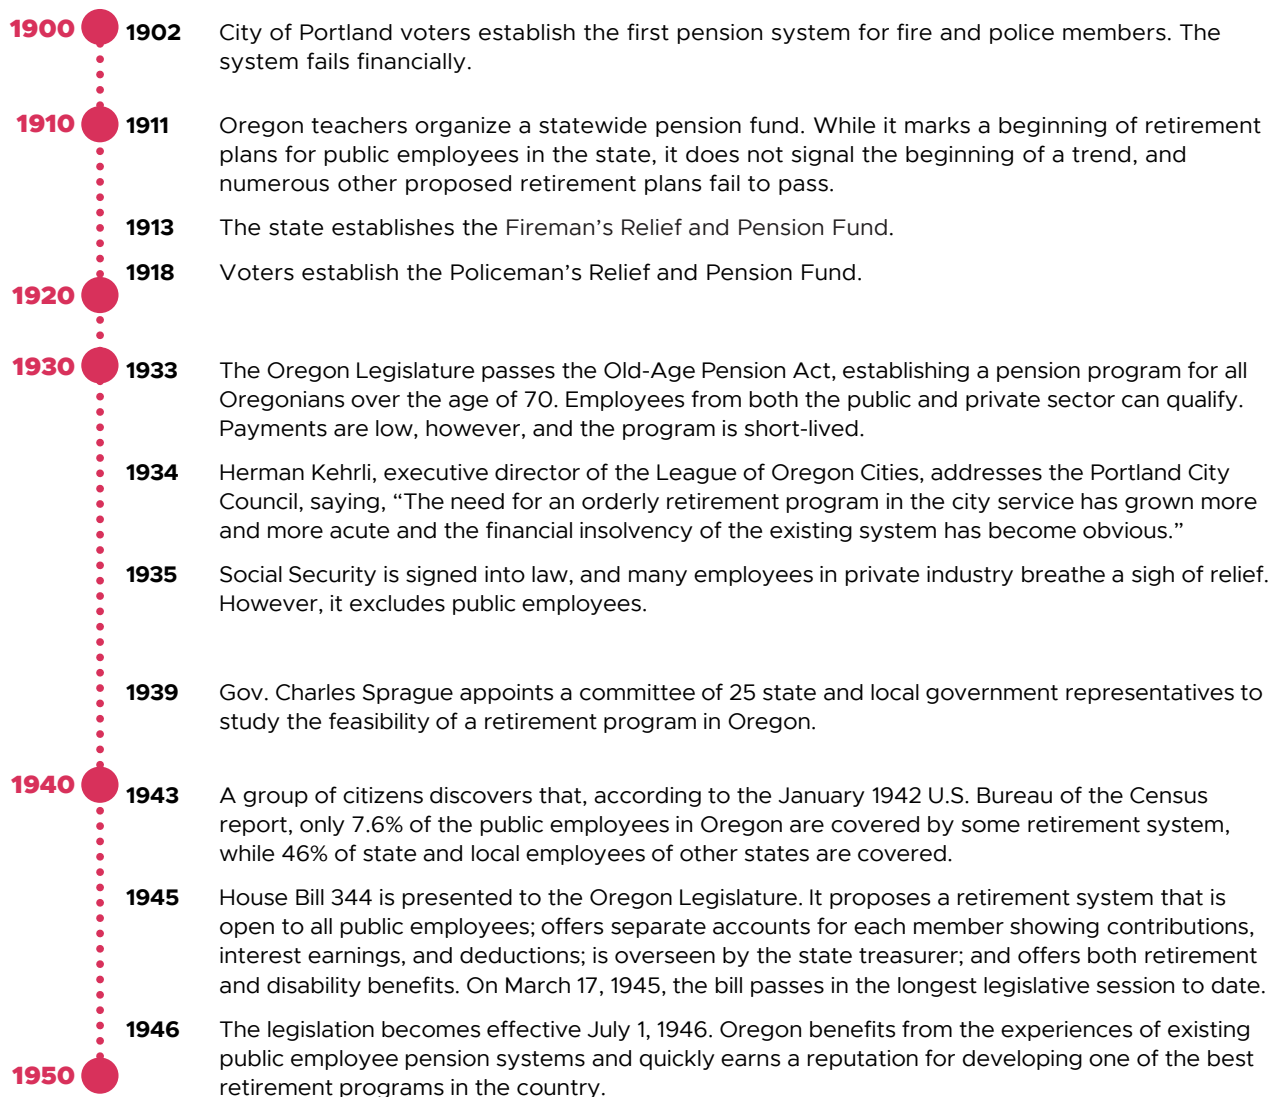 1900
1902 City of Portland voters establish the first pension system for fire and police members. The
system fails financially.
1910
1911 Oregon teachers organize a statewide pension fund. While it marks a beginning of retirement
plans for public employees in the state, it does not signal the beginning of a trend, and
numerous other proposed retirement plans fail to pass.
1913 The state establishes the Fireman’s Relief and Pension Fund.
1918 Voters establish the Policeman’s Relief and Pension Fund.
1920
1930
1933 The Oregon Legislature passes the Old-Age Pension Act, establishing a pension program for all
Oregonians over the age of 70. Employees from both the public and private sector can qualify.
Payments are low, however, and the program is short-lived.
1934 Herman Kehrli, executive director of the League of Oregon Cities, addresses the Portland City
Council, saying, “The need for an orderly retirement program in the city service has grown more
and more acute and the financial insolvency of the existing system has become obvious.”
1935 Social Security is signed into law, and many employees in private industry breathe a sigh of relief.
However, it excludes public employees.
1939 Gov. Charles Sprague appoints a committee of 25 state and local government representatives to
study the feasibility of a retirement program in Oregon.
1940
1943 A group of citizens discovers that, according to the January 1942 U.S. Bureau of the Census
report, only 7.6% of the public employees in Oregon are covered by some retirement system,
while 46% of state and local employees of other states are covered.
1945 House Bill 344 is presented to the Oregon Legislature. It proposes a retirement system that is
open to all public employees; offers separate accounts for each member showing contributions,
interest earnings, and deductions; is overseen by the state treasurer; and offers both retirement
and disability benefits. On March 17, 1945, the bill passes in the longest legislative session to date.
1946 The legislation becomes effective July 1, 1946. Oregon benefits from the experiences of existing
public employee pension systems and quickly earns a reputation for developing one of the best
1950
retirement programs in the country.